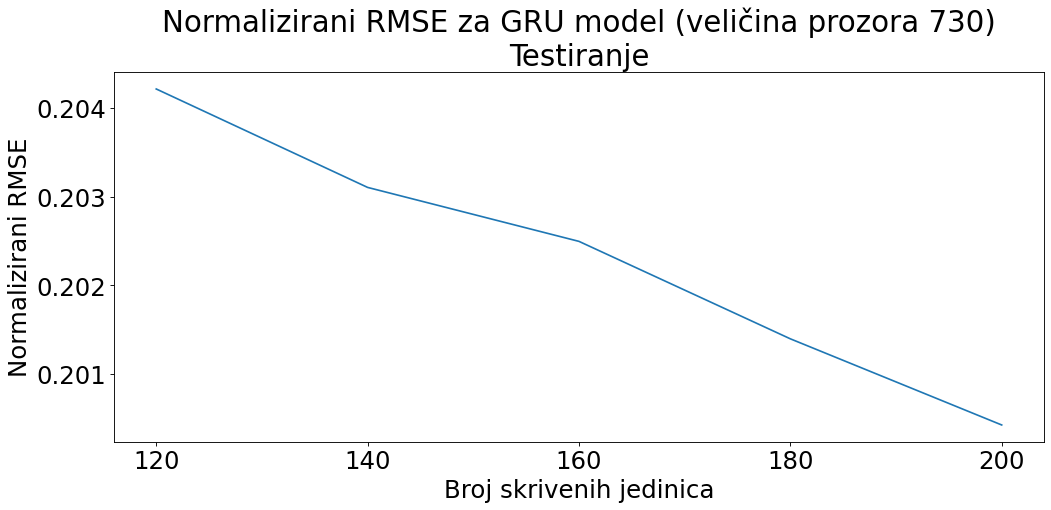 Normalizirani RMSE za GRU model (veličina prozora 730)
Testiranje
Normalizirani RMSE
0.204
0.203
0.202
0.201
120 140 160 180 200
Broj skrivenih jedinica